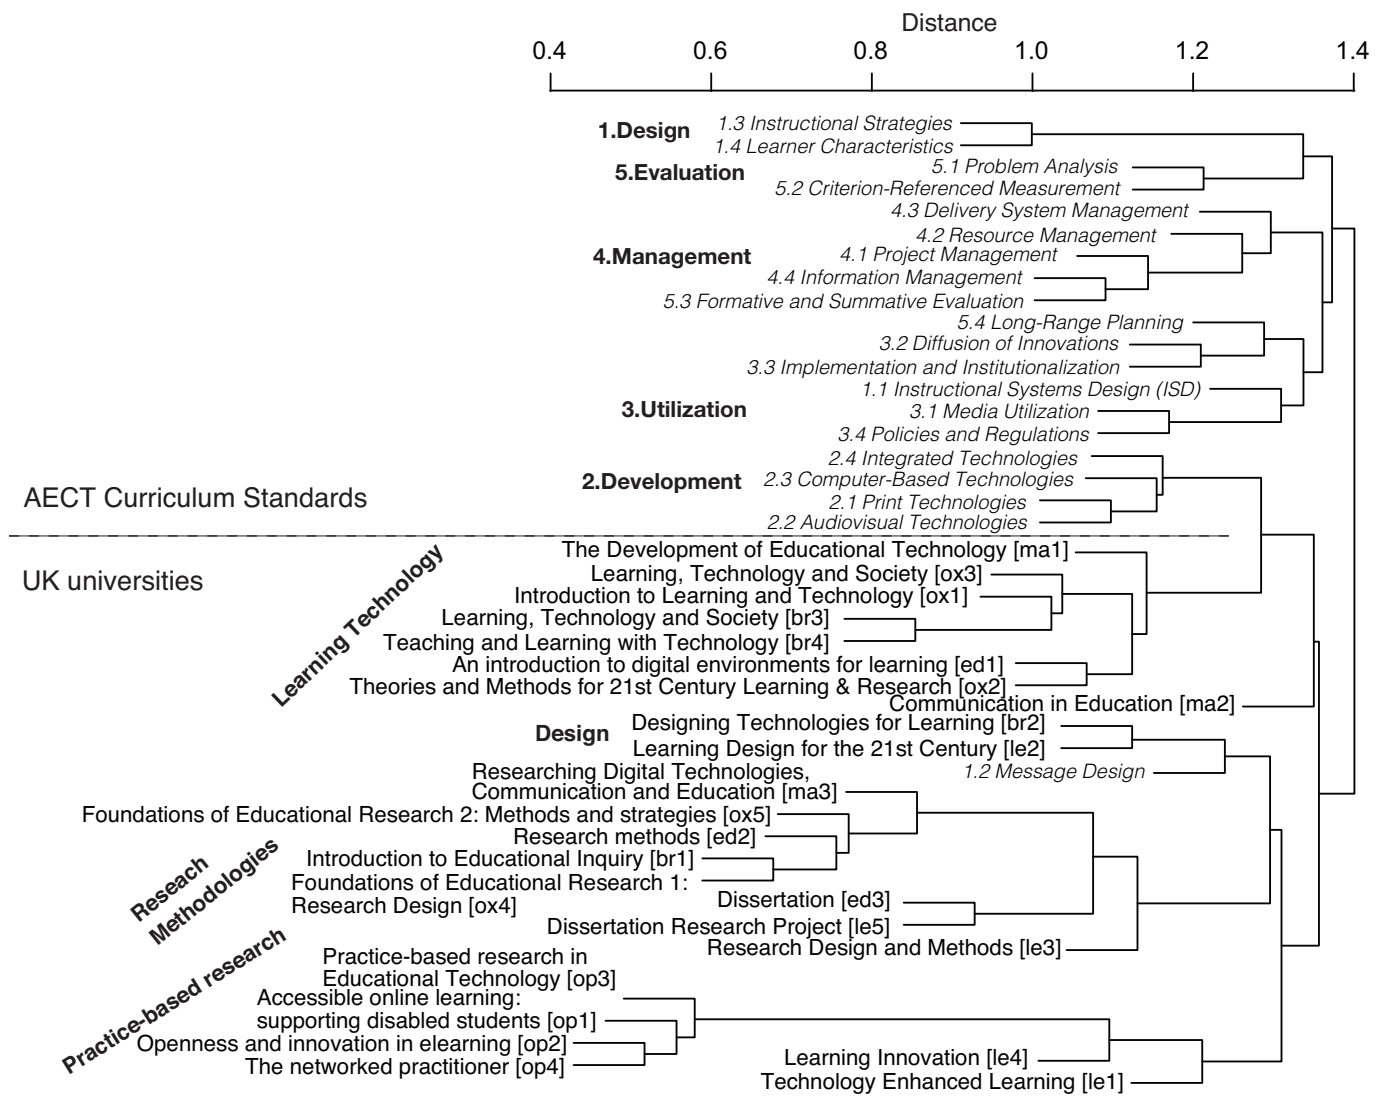 Distance
0.4 0.6 0.8 1.0 1.2 1.4
1.Design
1.3 Instructional Strategies
1.4 Learner Characteristics
5.Evaluation
5.1 Problem Analysis
5.2 Criterion-Referenced Measurement
4.3 Delivery System Management
4.2 Resource Management
4.Management
4.1 Project Management
4.4 Information Management
5.3 Formative and Summative Evaluation
5.4 Long-Range Planning
3.2 Diffusion of Innovations
3.3 Implementation and Institutionalization
1.1 Instructional Systems Design (ISD)
3.Utilization
3.1 Media Utilization
3.4 Policies and Regulations
2.4 Integrated Technologies
2.Development
2.3 Computer-Based Technologies
2.1 Print Technologies
2.2 Audiovisual Technologies
AECT Curriculum Standards
UK universities
Learning Technology
The Development of Educational Technology [ma1]
Learning, Technology and Society [ox3]
Introduction to Learning and Technology [ox1]
Learning, Technology and Society [br3]
Teaching and Learning with Technology [br4]
An introduction to digital environments for learning [ed1]
Theories and Methods for 21st Century Learning & Research [ox2]
Communication in Education [ma2]
Design
Designing Technologies for Learning [br2]
Learning Design for the 21st Century [le2]
1.2 Message Design
Researching Digital Technologies,
Communication and Education [ma3]
Foundations of Educational Research 2: Methods and strategies [ox5]
Research methods [ed2]
Reseach
Methodologies
Introduction to Educational Inquiry [br1]
Foundations of Educational Research 1:
Research Design [ox4]
Dissertation [ed3]
Dissertation Research Project [le5]
Research Design and Methods [le3]
Practice-based research
Practice-based research in
Educational Technology [op3]
Accessible online learning:
supporting disabled students [op1]
Openness and innovation in elearning [op2]
The networked practitioner [op4]
Learning Innovation [le4]
Technology Enhanced Learning [le1]